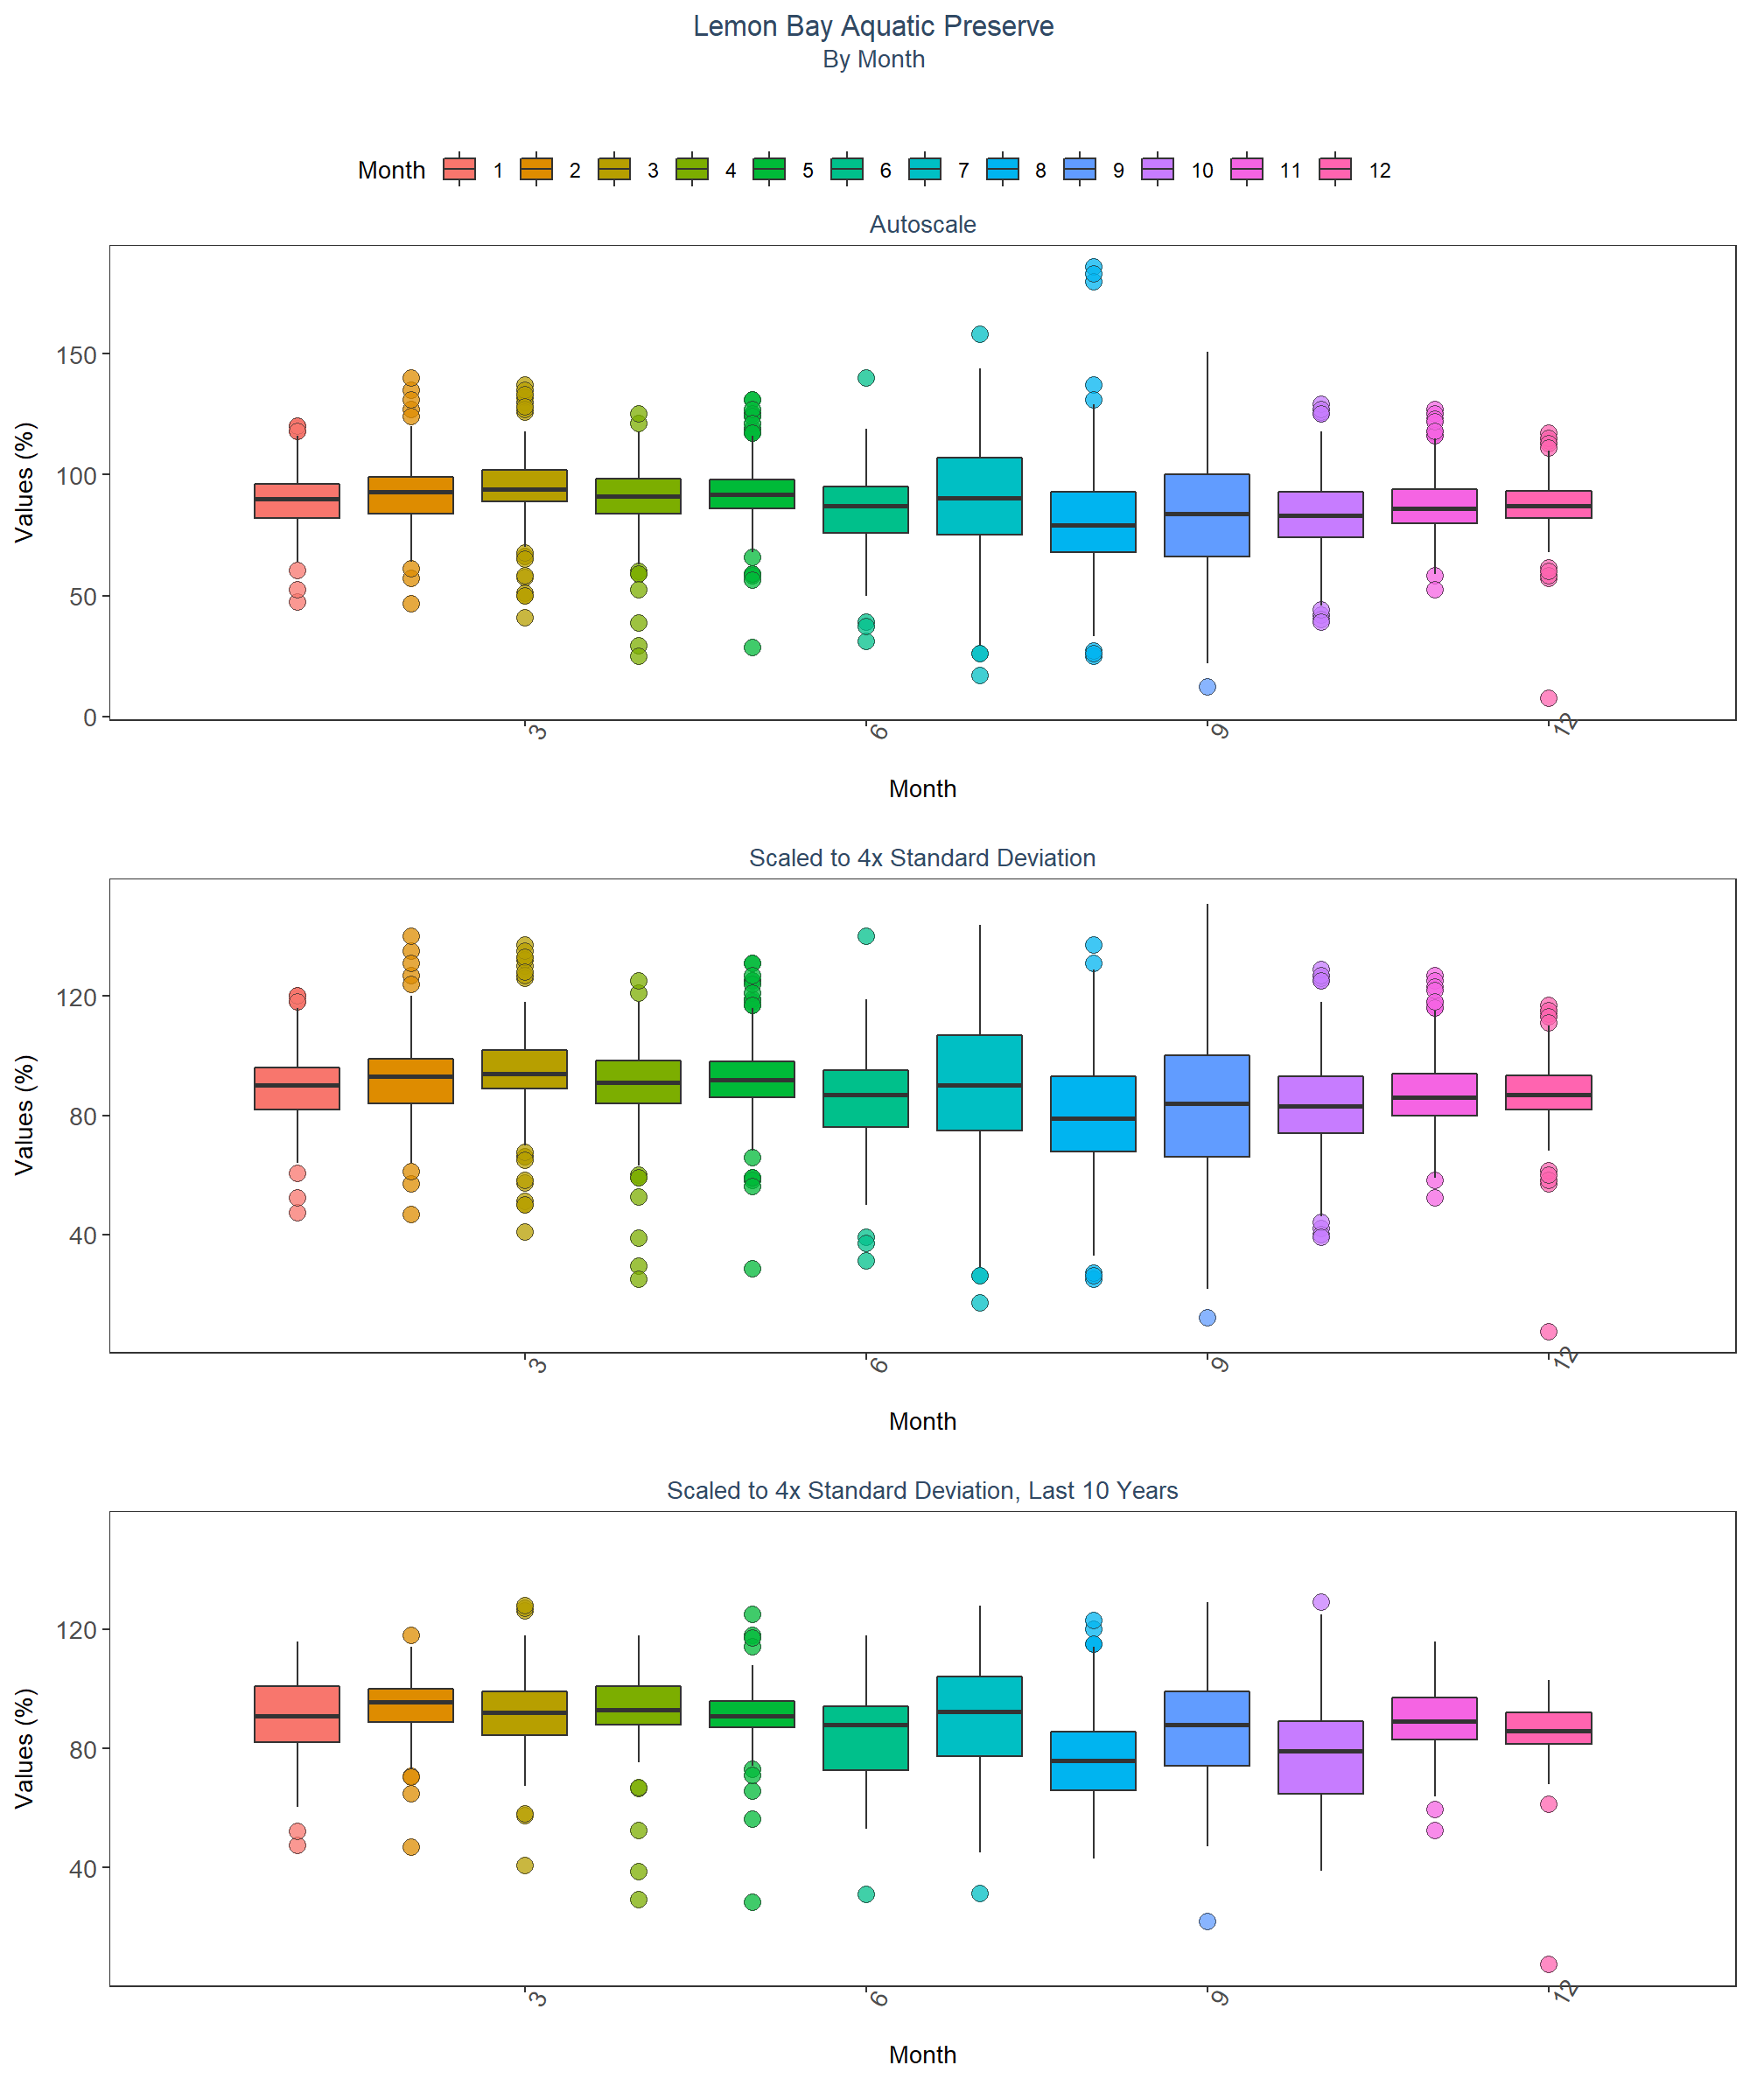 Lemon Bay Aquatic Preserve
By Month
Month 1 2 3 4 5 6 7 8 9 10 11 12
Autoscale
Values (%)
150
100
50
0
3 6 9 12
Month
Scaled to 4x Standard Deviation
Values (%)
120
80
40
3 6 9 12
Month
Scaled to 4x Standard Deviation, Last 10 Years
Values (%)
120
80
40
3 6 9 12
Month